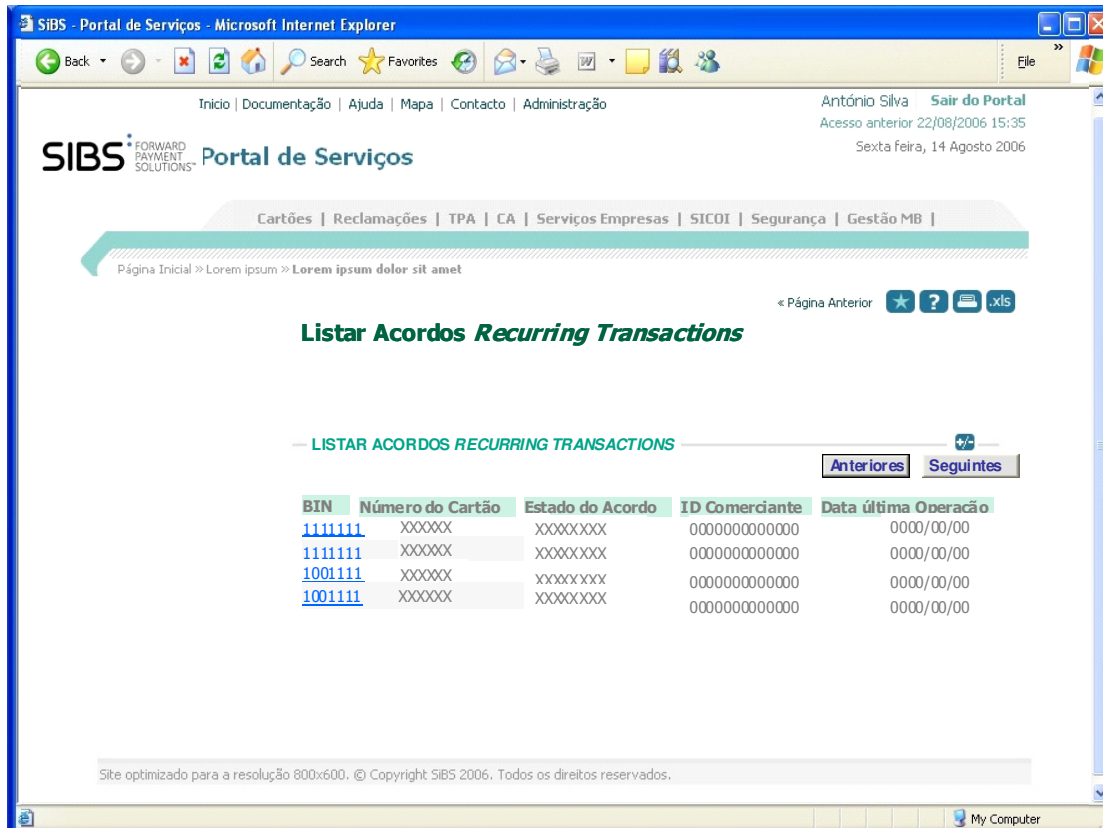 SiBS - Portal de Serviços - Microsoft Internet Explorer
Back Search Favorites File »
Inicio | Documentação | Ajuda | Mapa | Contacto | Administração
António Silva Sair do Portal
Acesso anterior 22/08/2006 15:35
Sexta feira, 14 Agosto 2006
SIBS FORWARD PAYMENT SOLUTIONS™ Portal de Serviços
Cartões | Reclamações | TPA | CA | Serviços Empresas | SICOI | Segurança | Gestão MB |
Página Inicial » Lorem ipsum » Lorem ipsum dolor sit amet
« Página Anterior ? .xls
Listar Acordos Recurring Transactions
LISTAR ACORDOS RECURRING TRANSACTIONS +/-
Anteriores Seguintes
BIN Número do Cartão Estado do Acordo ID Comerciante Data última Operacão
1111111 XXXXXX XXXXXXXX 0000000000000 0000/00/00
1111111 XXXXXX XXXXXXXX 0000000000000 0000/00/00
1001111 XXXXXX XXXXXXXX 0000000000000 0000/00/00
1001111 XXXXXX XXXXXXXX 0000000000000 0000/00/00
Site optimizado para a resolução 800x600. © Copyright SiBS 2006. Todos os direitos reservados.
My Computer